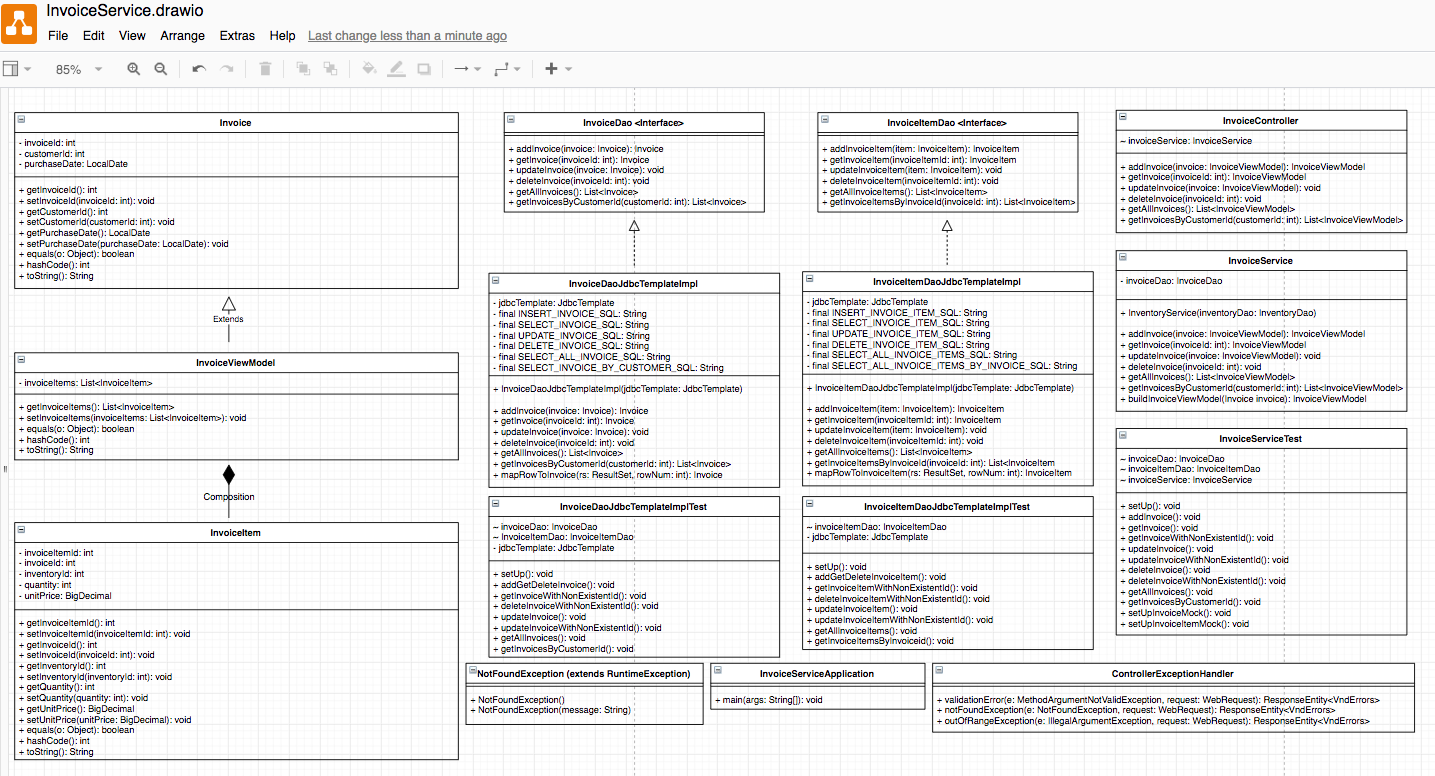 InvoiceService.drawio
File Edit View Arrange Extras Help Last change less than a minute ago
85%
Invoice
- invoiceId: int
- customerId: int
- purchaseDate: LocalDate
+ getInvoiceId(): int
+ setInvoiceId(invoiceId: int): void
+ getCustomerId(): int
+ setCustomerId(customerId: int): void
+ getPurchaseDate(): LocalDate
+ setPurchaseDate(purchaseDate: LocalDate): void
+ equals(o: Object): boolean
+ hashCode(): int
+ toString(): String
Extends
InvoiceViewModel
- invoiceItems: List<InvoiceItem>
+ getInvoiceItems(): List<InvoiceItem>
+ setInvoiceItems(invoiceItems: List<InvoiceItem>): void
+ equals(o: Object): boolean
+ hashCode(): int
+ toString(): String
Composition
InvoiceItem
- invoiceItemId: int
- invoiceId: int
- inventoryId: int
- quantity: int
- unitPrice: BigDecimal
+ getInvoiceItemId(): int
+ setInvoiceItemId(invoiceItemId: int): void
+ getInvoiceId(): int
+ setInvoiceId(invoiceId: int): void
+ getInventoryId(): int
+ setInventoryId(inventoryId: int): void
+ getQuantity(): int
+ setQuantity(quantity: int): void
+ getUnitPrice(): BigDecimal
+ setUnitPrice(unitPrice: BigDecimal): void
+ equals(o: Object): boolean
+ hashCode(): int
+ toString(): String
InvoiceDao <Interface>
+ addInvoice(invoice: Invoice): Invoice
+ getInvoice(invoiceId: int): Invoice
+ updateInvoice(invoice: Invoice): void
+ deleteInvoice(invoiceId: int): void
+ getAllInvoices(): List<Invoice>
+ getInvoicesByCustomerId(customerId: int): List<Invoice>
InvoiceDaoJdbcTemplateImpl
- jdbcTemplate: JdbcTemplate
- final INSERT_INVOICE_SQL: String
- final SELECT_INVOICE_SQL: String
- final UPDATE_INVOICE_SQL: String
- final DELETE_INVOICE_SQL: String
- final SELECT_ALL_INVOICE_SQL: String
- final SELECT_INVOICE_BY_CUSTOMER_SQL: String
+ InvoiceDaoJdbcTemplateImpl(jdbcTemplate: JdbcTemplate)
+ addInvoice(invoice: Invoice): Invoice
+ getInvoice(invoiceId: int): Invoice
+ updateInvoice(invoice: Invoice): void
+ deleteInvoice(invoiceId: int): void
+ getAllInvoices(): List<Invoice>
+ getInvoicesByCustomerId(customerId: int): List<Invoice>
+ mapRowToInvoice(rs: ResultSet, rowNum: int): Invoice
InvoiceDaoJdbcTemplateImplTest
~ invoiceDao: InvoiceDao
~ InvoiceItemDao: InvoiceItemDao
- jdbcTemplate: JdbcTemplate
+ setUp(): void
+ addGetDeleteInvoice(): void
+ getInvoiceWithNonExistentId(): void
+ deleteInvoiceWithNonExistentId(): void
+ updateInvoice(): void
+ updateInvoiceWithNonExistentId(): void
+ getAllInvoices(): void
+ getInvoicesByCustomerId(): void
InvoiceItemDao <Interface>
+ addInvoiceItem(item: InvoiceItem): InvoiceItem
+ getInvoiceItem(invoiceItemId: int): InvoiceItem
+ updateInvoiceItem(item: InvoiceItem): void
+ deleteInvoiceItem(invoiceItemId: int): void
+ getAllInvoiceItems(): List<InvoiceItem>
+ getInvoiceItemsByInvoiceId(invoiceId: int): List<InvoiceItem>
InvoiceItemDaoJdbcTemplateImpl
- jdbcTemplate: JdbcTemplate
- final INSERT_INVOICE_ITEM_SQL: String
- final SELECT_INVOICE_ITEM_SQL: String
- final UPDATE_INVOICE_ITEM_SQL: String
- final DELETE_INVOICE_ITEM_SQL: String
- final SELECT_ALL_INVOICE_ITEMS_SQL: String
- final SELECT_ALL_INVOICE_ITEMS_BY_INVOICE_SQL: String
+ InvoiceItemDaoJdbcTemplateImpl(jdbcTemplate: JdbcTemplate)
+ addInvoiceItem(item: InvoiceItem): InvoiceItem
+ getInvoiceItem(invoiceItemId: int): InvoiceItem
+ updateInvoiceItem(item: InvoiceItem): void
+ deleteInvoiceItem(invoiceItemId: int): void
+ getAllInvoiceItems(): List<InvoiceItem>
+ getInvoiceItemsByInvoiceId(invoiceId: int): List<InvoiceItem
+ mapRowToInvoiceItem(rs: ResultSet, rowNum: int): InvoiceItem
InvoiceItemDaoJdbcTemplateImplTest
~ invoiceItemDao: InvoiceItemDao
- jdbcTemplate: JdbcTemplate
+ setUp(): void
+ addGetDeleteInvoiceItem(): void
+ getInvoiceItemWithNonExistentId(): void
+ deleteInvoiceItemWithNonExistentId(): void
+ updateInvoiceItem(): void
+ updateInvoiceItemWithNonExistentId(): void
+ getAllInvoiceItems(): void
+ getInvoiceItemsByInvoiceid(): void
InvoiceController
~ invoiceService: InvoiceService
+ addInvoice(invoice: InvoiceViewModel): InvoiceViewModel
+ getInvoice(invoiceId: int): InvoiceViewModel
+ updateInvoice(invoice: InvoiceViewModel): void
+ deleteInvoice(invoiceId: int): void
+ getAllInvoices(): List<InvoiceViewModel>
+ getInvoicesByCustomerId(customerId: int): List<InvoiceViewModel>
InvoiceService
- invoiceDao: InvoiceDao
+ InventoryService(inventoryDao: InventoryDao)
+ addInvoice(invoice: InvoiceViewModel): InvoiceViewModel
+ getInvoice(invoiceId: int): InvoiceViewModel
+ updateInvoice(invoice: InvoiceViewModel): void
+ deleteInvoice(invoiceId: int): void
+ getAllInvoices(): List<InvoiceViewModel>
+ getInvoicesByCustomerId(customerId: int): List<InvoiceViewModel>
+ buildInvoiceViewModel(Invoice invoice): InvoiceViewModel
InvoiceServiceTest
~ invoiceDao: InvoiceDao
~ invoiceItemDao: InvoiceItemDao
~ invoiceService: InvoiceService
+ setUp(): void
+ addInvoice(): void
+ getInvoice(): void
+ getInvoiceWithNonExistentId(): void
+ updateInvoice(): void
+ updateInvoiceWithNonExistentId(): void
+ deleteInvoice(): void
+ deleteInvoiceWithNonExistentId(): void
+ getAllInvoices(): void
+ getInvoicesByCustomerId(): void
+ setUpInvoiceMock(): void
+ setUpInvoiceItemMock(): void
NotFoundException (extends RuntimeException)
+ NotFoundException()
+ NotFoundException(message: String)
InvoiceServiceApplication
+ main(args: String[]): void
ControllerExceptionHandler
+ validationError(e: MethodArgumentNotValidException, request: WebRequest): ResponseEntity<VndErrors>
+ notFoundException(e: NotFoundException, request: WebRequest): ResponseEntity<VndErrors>
+ outOfRangeException(e: IllegalArgumentException, request: WebRequest): ResponseEntity<VndErrors>